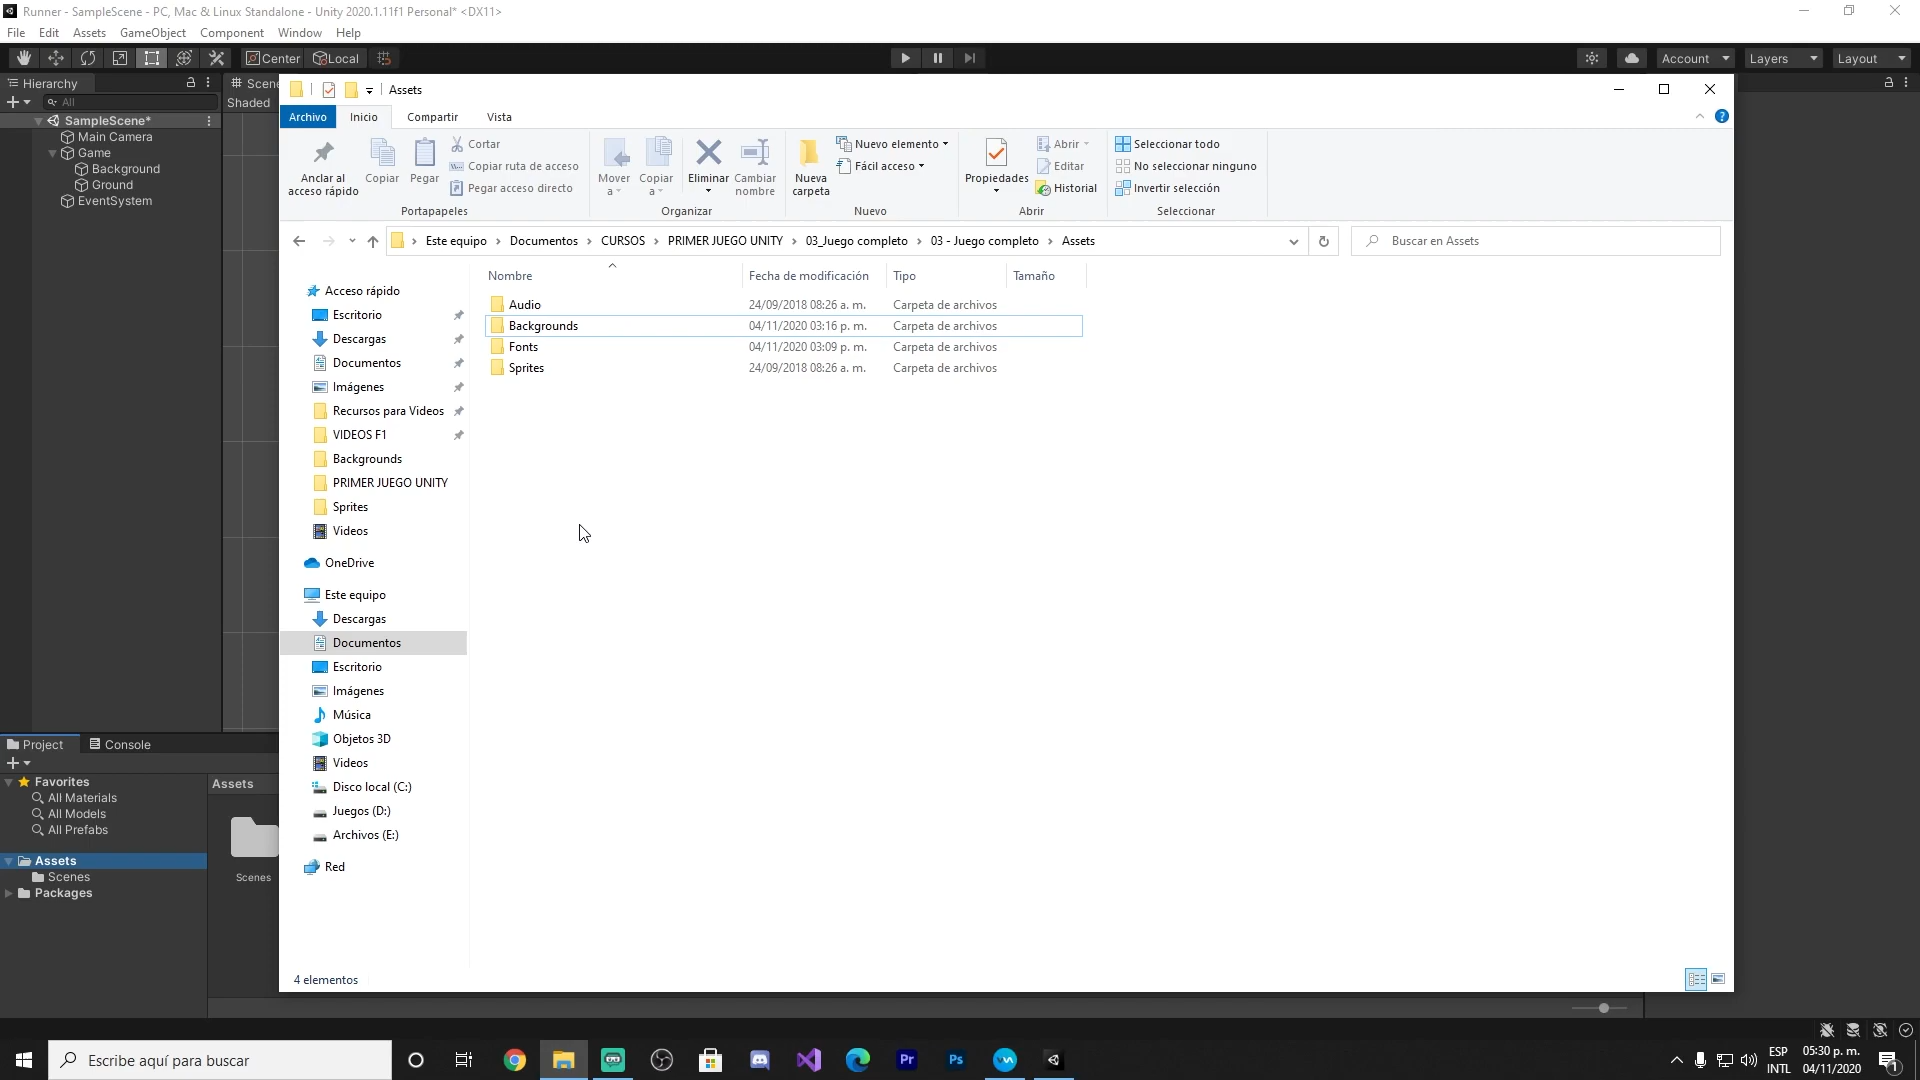 Runner - SampleScene - PC, Mac & Linux Standalone - Unity 2020.1.11f1 Personal* <DX11>
File Edit Assets GameObject Component Window Help
Center Local
Account Layers Layout
Hierarchy
Scene
All
Shaded
SampleScene*
Main Camera
Game
Background
Ground
EventSystem
Assets
Archivo Inicio Compartir Vista
Anclar al acceso rápido
Copiar
Pegar
Cortar
Copiar ruta de acceso
Pegar acceso directo
Portapapeles
Mover a
Copiar a
Eliminar
Cambiar nombre
Organizar
Nueva carpeta
Nuevo elemento
Fácil acceso
Nuevo
Propiedades
Abrir
Editar
Historial
Abrir
Seleccionar todo
No seleccionar ninguno
Invertir selección
Seleccionar
Este equipo › Documentos › CURSOS › PRIMER JUEGO UNITY › 03_Juego completo › 03 - Juego completo › Assets
Buscar en Assets
Nombre Fecha de modificación Tipo Tamaño
Audio 24/09/2018 08:26 a. m. Carpeta de archivos
Backgrounds 04/11/2020 03:16 p. m. Carpeta de archivos
Fonts 04/11/2020 03:09 p. m. Carpeta de archivos
Sprites 24/09/2018 08:26 a. m. Carpeta de archivos
Acceso rápido
Escritorio
Descargas
Documentos
Imágenes
Recursos para Videos
VIDEOS F1
Backgrounds
PRIMER JUEGO UNITY
Sprites
Videos
OneDrive
Este equipo
Descargas
Documentos
Escritorio
Imágenes
Música
Objetos 3D
Videos
Disco local (C:)
Juegos (D:)
Archivos (E:)
Red
4 elementos
Project Console
Favorites
All Materials
All Models
All Prefabs
Assets
Scenes
Packages
Assets
Scenes
Escribe aquí para buscar
Pr
Ps
ESP
INTL
05:30 p. m.
04/11/2020
1